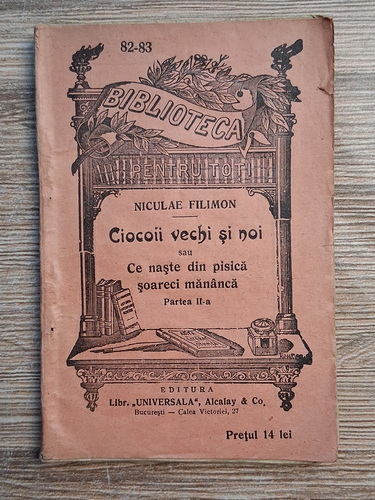 82-83
BIBLIOTECA
PENTRU TOȚI
NICULAE FILIMON
Ciocoii vechi și noi
sau
Ce naște din pisică
șoareci mănâncă
Partea II-a
EDITURA
Libr. „UNIVERSALA”, Alcalay & Co.
București — Calea Victoriei, 27
Prețul 14 lei